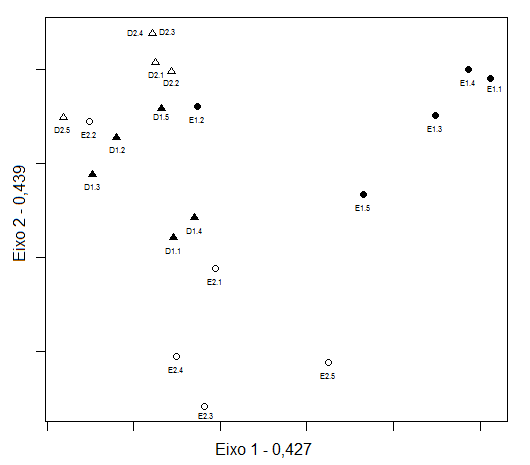 D2.4 D2.3
D2.1
D2.2
E1.4
E1.1
D1.5
E1.2
E1.3
D2.5
E2.2
D1.2
D1.3
E1.5
D1.4
D1.1
E2.1
E2.4
E2.5
E2.3
Eixo 2 - 0,439
Eixo 1 - 0,427